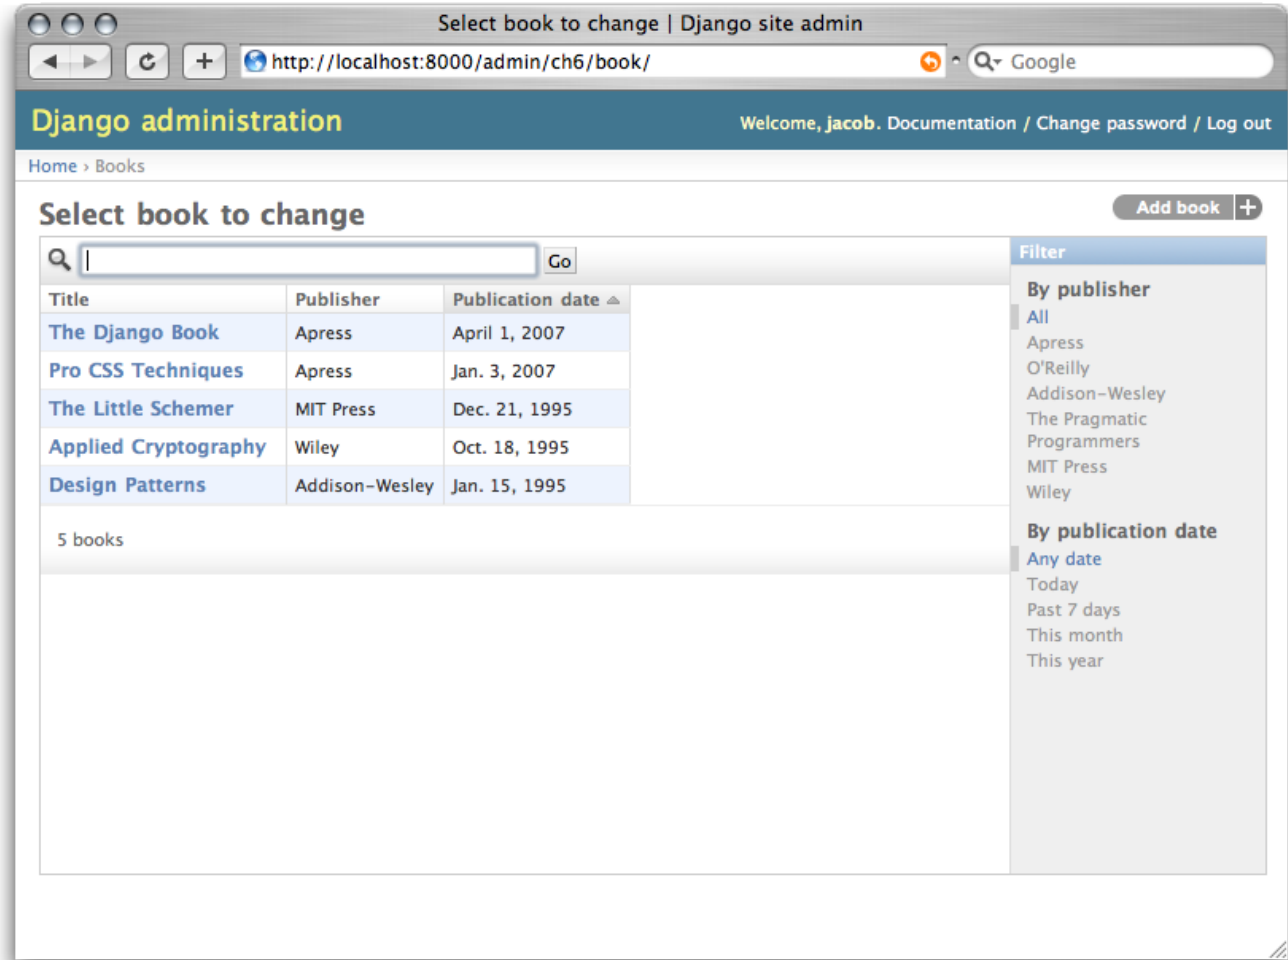 Select book to change | Django site admin
http://localhost:8000/admin/ch6/book/ Google
Django administration
Welcome, jacob. Documentation / Change password / Log out
Home › Books
Select book to change
Add book +
Go
Title Publisher Publication date
The Django Book Apress April 1, 2007
Pro CSS Techniques Apress Jan. 3, 2007
The Little Schemer MIT Press Dec. 21, 1995
Applied Cryptography Wiley Oct. 18, 1995
Design Patterns Addison-Wesley Jan. 15, 1995
5 books
Filter
By publisher
All
Apress
O'Reilly
Addison-Wesley
The Pragmatic
Programmers
MIT Press
Wiley
By publication date
Any date
Today
Past 7 days
This month
This year